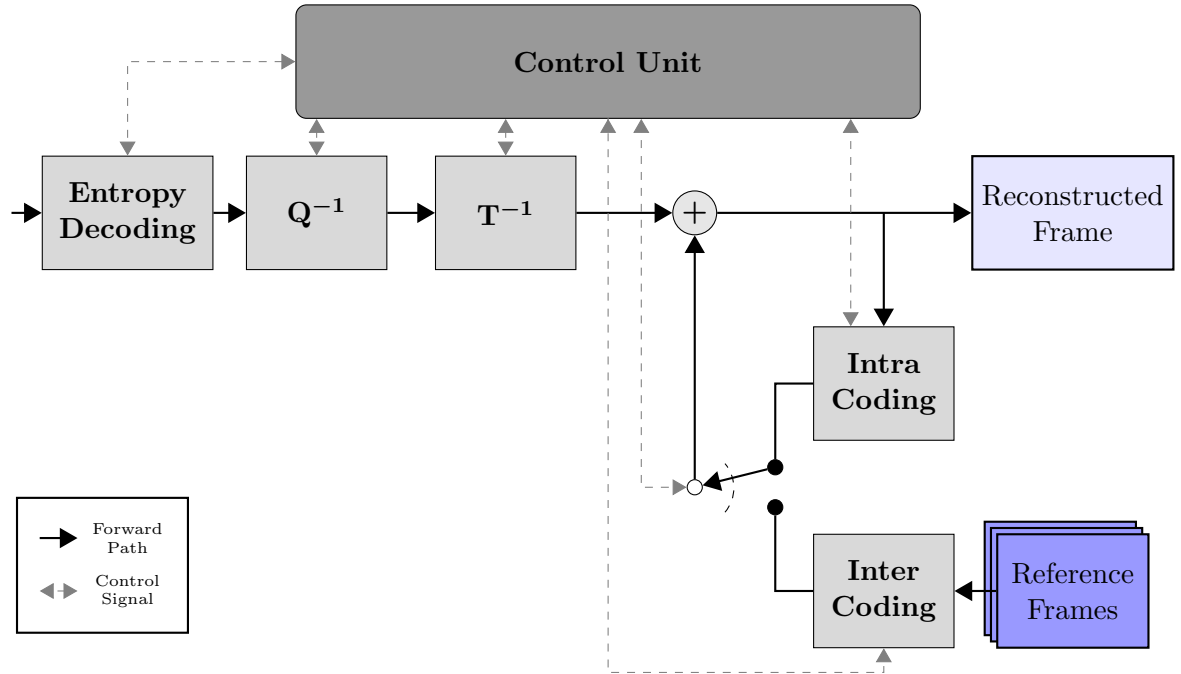 Control Unit
Entropy
Decoding
Q⁻¹
T⁻¹
+
Reconstructed
Frame
Intra
Coding
Inter
Coding
Reference
Frames
Forward
Path
Control
Signal